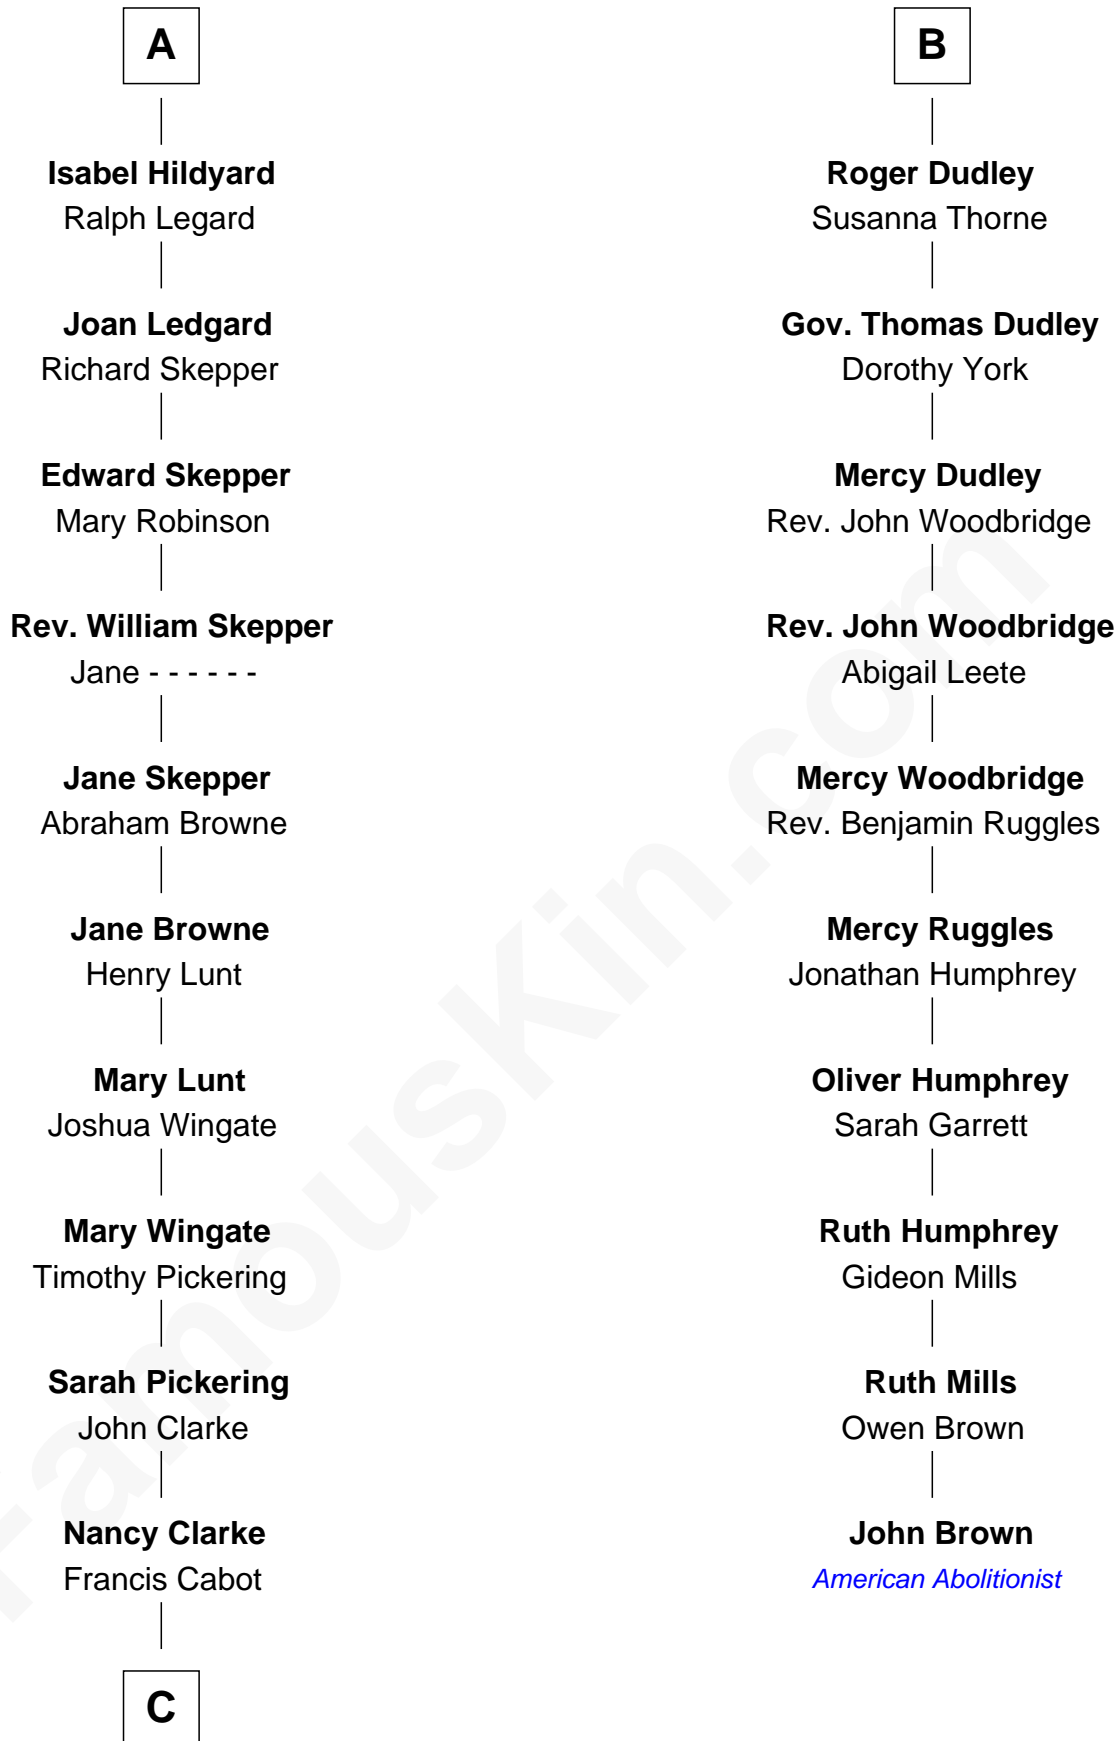 A
Isabel Hildyard
Ralph Legard
Joan Ledgard
Richard Skepper
Edward Skepper
Mary Robinson
Rev. William Skepper
Jane - - - - - -
Jane Skepper
Abraham Browne
Jane Browne
Henry Lunt
Mary Lunt
Joshua Wingate
Mary Wingate
Timothy Pickering
Sarah Pickering
John Clarke
Nancy Clarke
Francis Cabot
C
B
Roger Dudley
Susanna Thorne
Gov. Thomas Dudley
Dorothy York
Mercy Dudley
Rev. John Woodbridge
Rev. John Woodbridge
Abigail Leete
Mercy Woodbridge
Rev. Benjamin Ruggles
Mercy Ruggles
Jonathan Humphrey
Oliver Humphrey
Sarah Garrett
Ruth Humphrey
Gideon Mills
Ruth Mills
Owen Brown
John Brown
American Abolitionist
FamousKin.com